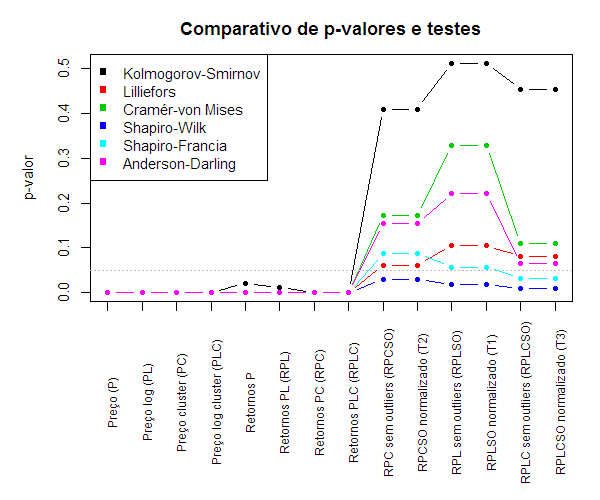 Comparativo de p-valores e testes
Kolmogorov-Smirnov
Lilliefors
Cramér-von Mises
Shapiro-Wilk
Shapiro-Francia
Anderson-Darling
p-valor
0.5
0.4
0.3
0.2
0.1
0.0
Preço (P)
Preço log (PL)
Preço cluster (PC)
Preço log cluster (PLC)
Retornos P
Retornos PL (RPL)
Retornos PC (RPC)
Retornos PLC (RPLC)
RPC sem outliers (RPCSO)
RPCSO normalizado (T2)
RPL sem outliers (RPLSO)
RPLSO normalizado (T1)
RPLC sem outliers (RPLCSO)
RPLCSO normalizado (T3)